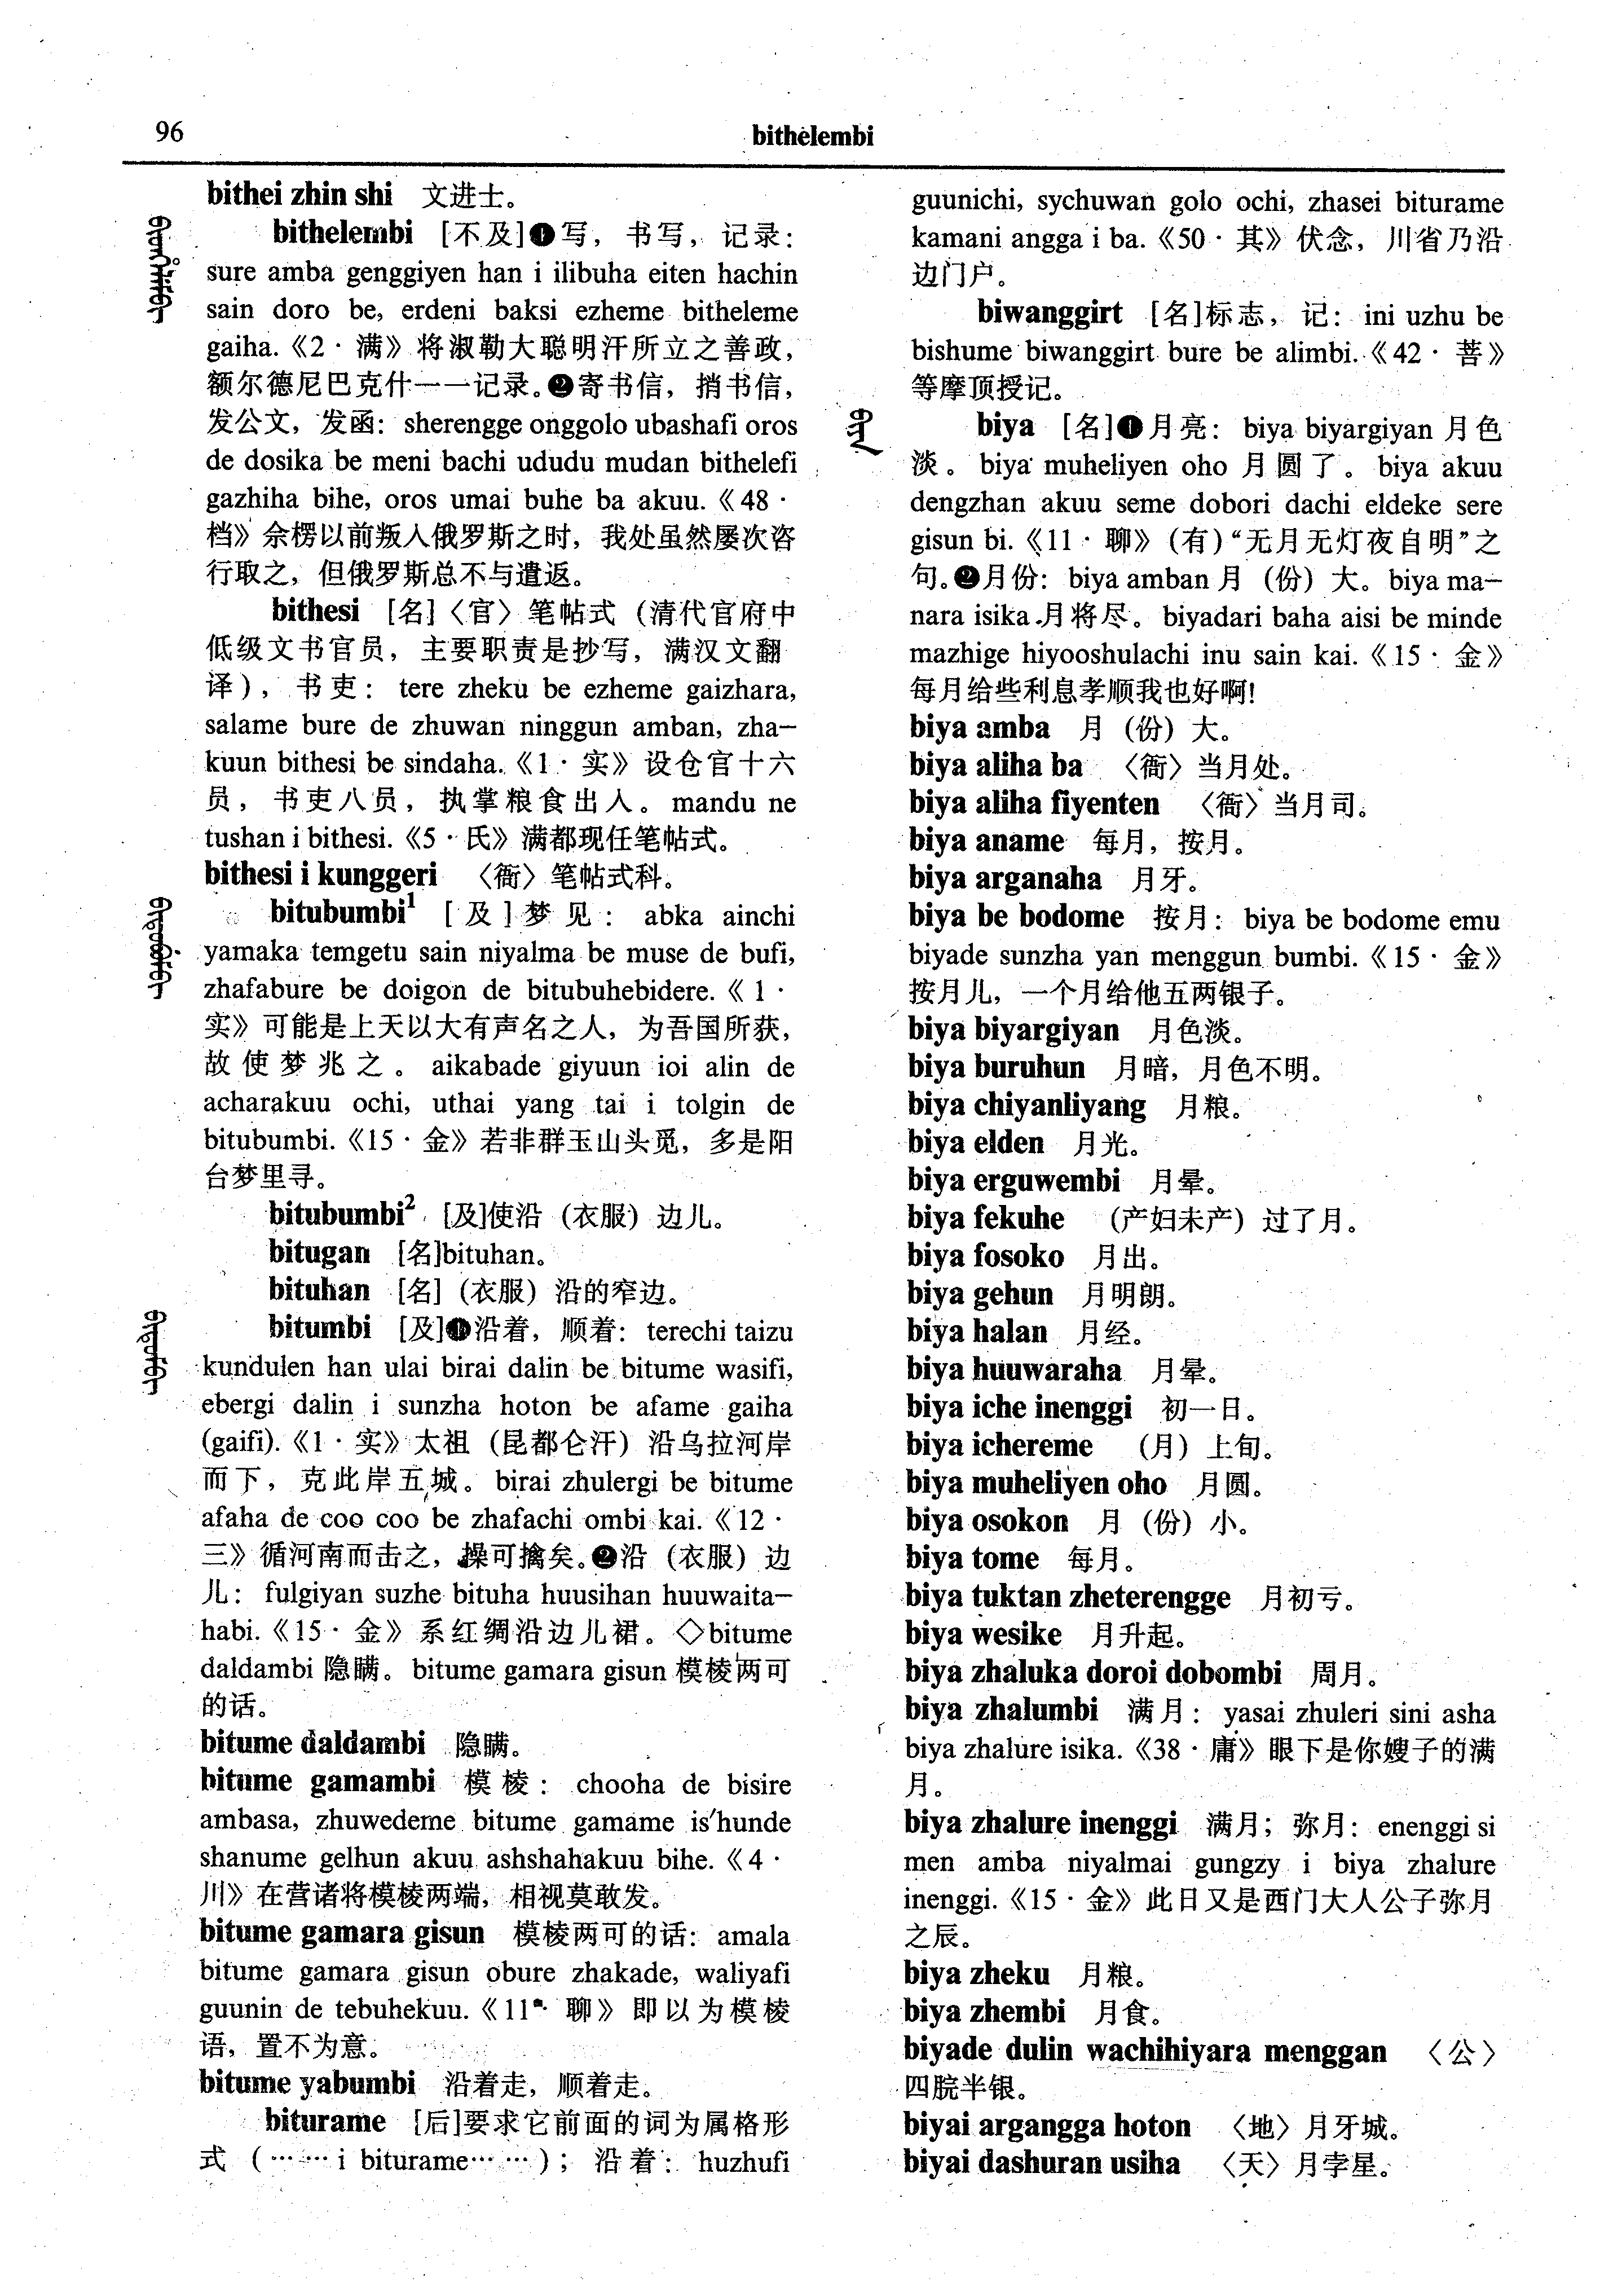 96
bithelembi
bithei zhin shi 文进士。
bithelembi [不及]❶写，书写，记录：
sure amba genggiyen han i ilibuha eiten hachin
sain doro be, erdeni baksi ezheme bitheleme
gaiha.《2·满》将淑勒大聪明汗所立之善政，
额尔德尼巴克什一一记录。❷寄书信，捎书信，
发公文，发函：sherengge onggolo ubashafi oros
de dosika be meni bachi ududu mudan bithelefi
gazhiha bihe, oros umai buhe ba akuu.《48·
档》佘楞以前叛入俄罗斯之时，我处虽然屡次咨
行取之，但俄罗斯总不与遣返。
bithesi [名]〈官〉笔帖式（清代官府中
低级文书官员，主要职责是抄写，满汉文翻
译），书吏：tere zheku be ezheme gaizhara,
salame bure de zhuwan ninggun amban, zha—
kuun bithesi be sindaha.《1·实》设仓官十六
员，书吏八员，执掌粮食出入。mandu ne
tushan i bithesi.《5·氏》满都现任笔帖式。
bithesi i kunggeri 〈衙〉笔帖式科。
bitubumbi¹ [及]梦见：abka ainchi
yamaka temgetu sain niyalma be muse de bufi,
zhafabure be doigon de bitubuhebidere.《1·
实》可能是上天以大有声名之人，为吾国所获，
故使梦兆之。aikabade giyuun ioi alin de
acharakuu ochi, uthai yang tai i tolgin de
bitubumbi.《15·金》若非群玉山头觅，多是阳
台梦里寻。
bitubumbi² [及]使沿（衣服）边儿。
bitugan [名]bituhan。
bituhan [名]（衣服）沿的窄边。
bitumbi [及]❶沿着，顺着：terechi taizu
kundulen han ulai birai dalin be bitume wasifi,
ebergi dalin i sunzha hoton be afame gaiha
(gaifi).《1·实》太祖（昆都仑汗）沿乌拉河岸
而下，克此岸五城。birai zhulergi be bitume
afaha de coo coo be zhafachi ombi kai.《12·
三》循河南而击之，操可擒矣。❷沿（衣服）边
儿：fulgiyan suzhe bituha huusihan huuwaita—
habi.《15·金》系红绸沿边儿裙。◇bitume
daldambi 隐瞒。bitume gamara gisun 模棱两可
的话。
bitume daldambi 隐瞒。
bitume gamambi 模棱：chooha de bisire
ambasa, zhuwedeme bitume gamame is'hunde
shanume gelhun akuu ashshahakuu bihe.《4·
川》在营诸将模棱两端，相视莫敢发。
bitume gamara gisun 模棱两可的话：amala
bitume gamara gisun obure zhakade, waliyafi
guunin de tebuhekuu.《11·聊》即以为模棱
语，置不为意。
bitume yabumbi 沿着走，顺着走。
biturame [后]要求它前面的词为属格形
式（……i biturame……）；沿着：huzhufi
guunichi, sychuwan golo ochi, zhasei biturame
kamani angga i ba.《50·其》伏念，川省乃沿
边门户。
biwanggirt [名]标志，记：ini uzhu be
bishume biwanggirt bure be alimbi.《42·菩》
等摩顶授记。
biya [名]❶月亮：biya biyargiyan 月色
淡。biya muheliyen oho 月圆了。biya akuu
dengzhan akuu seme dobori dachi eldeke sere
gisun bi.《11·聊》（有）“无月无灯夜自明”之
句。❷月份：biya amban 月（份）大。biya ma—
nara isika 月将尽。biyadari baha aisi be minde
mazhige hiyooshulachi inu sain kai.《15·金》
每月给些利息孝顺我也好啊！
biya amba 月（份）大。
biya aliha ba 〈衙〉当月处。
biya aliha fiyenten 〈衙〉当月司。
biya aname 每月，按月。
biya arganaha 月牙。
biya be bodome 按月：biya be bodome emu
biyade sunzha yan menggun bumbi.《15·金》
按月儿，一个月给他五两银子。
biya biyargiyan 月色淡。
biya buruhun 月暗，月色不明。
biya chiyanliyang 月粮。
biya elden 月光。
biya erguwembi 月晕。
biya fekuhe （产妇未产）过了月。
biya fosoko 月出。
biya gehun 月明朗。
biya halan 月经。
biya huuwaraha 月晕。
biya iche inenggi 初一日。
biya ichereme （月）上旬。
biya muheliyen oho 月圆。
biya osokon 月（份）小。
biya tome 每月。
biya tuktan zheterengge 月初亏。
biya wesike 月升起。
biya zhaluka doroi dobombi 周月。
biya zhalumbi 满月：yasai zhuleri sini asha
biya zhalure isika.《38·庸》眼下是你嫂子的满
月。
biya zhalure inenggi 满月；弥月：enenggi si
men amba niyalmai gungzy i biya zhalure
inenggi.《15·金》此日又是西门大人公子弥月
之辰。
biya zheku 月粮。
biya zhembi 月食。
biyade dulin wachihiyara menggan 〈公〉
四脘半银。
biyai argangga hoton 〈地〉月牙城。
biyai dashuran usiha 〈天〉月孛星。